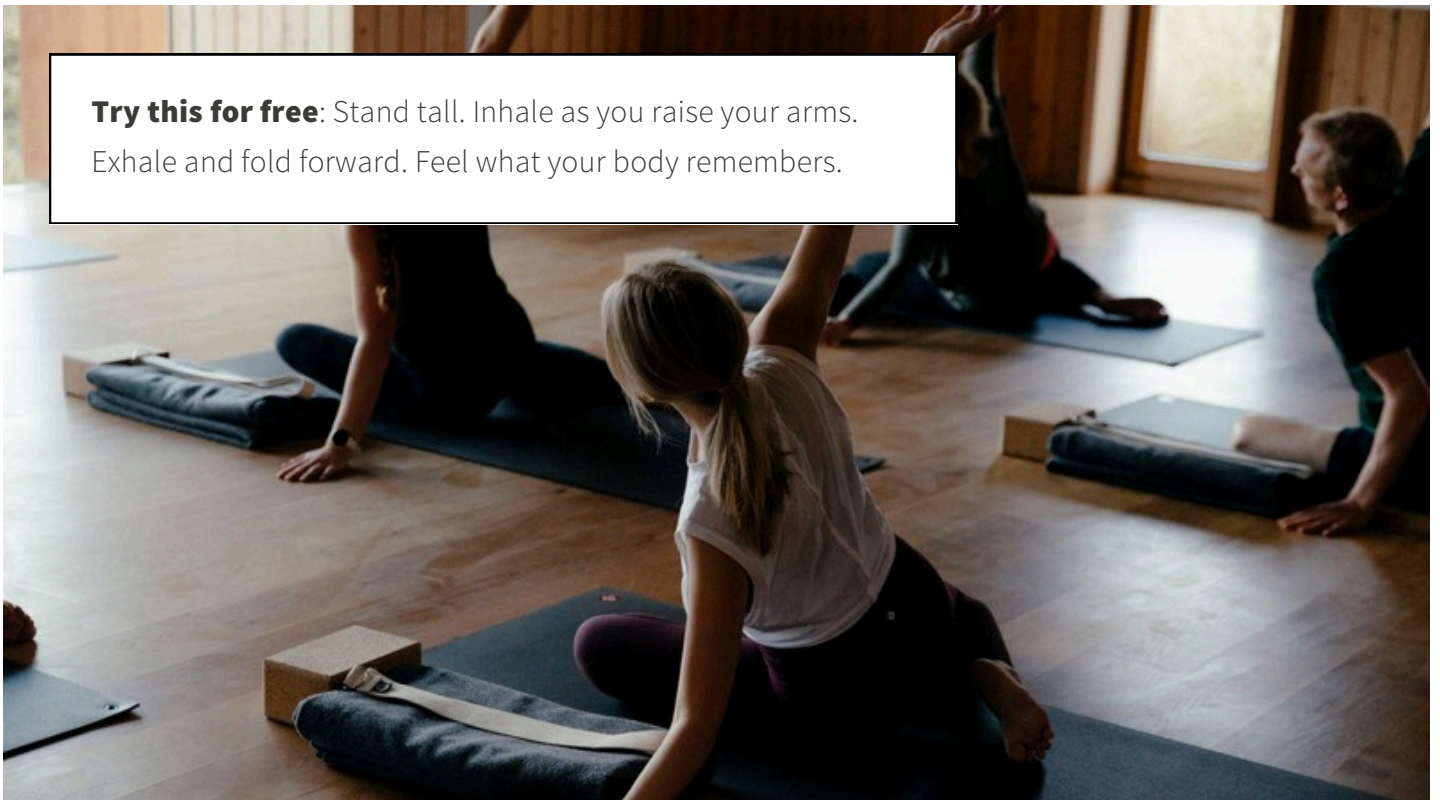 Try this for free: Stand tall. Inhale as you raise your arms.
Exhale and fold forward. Feel what your body remembers.